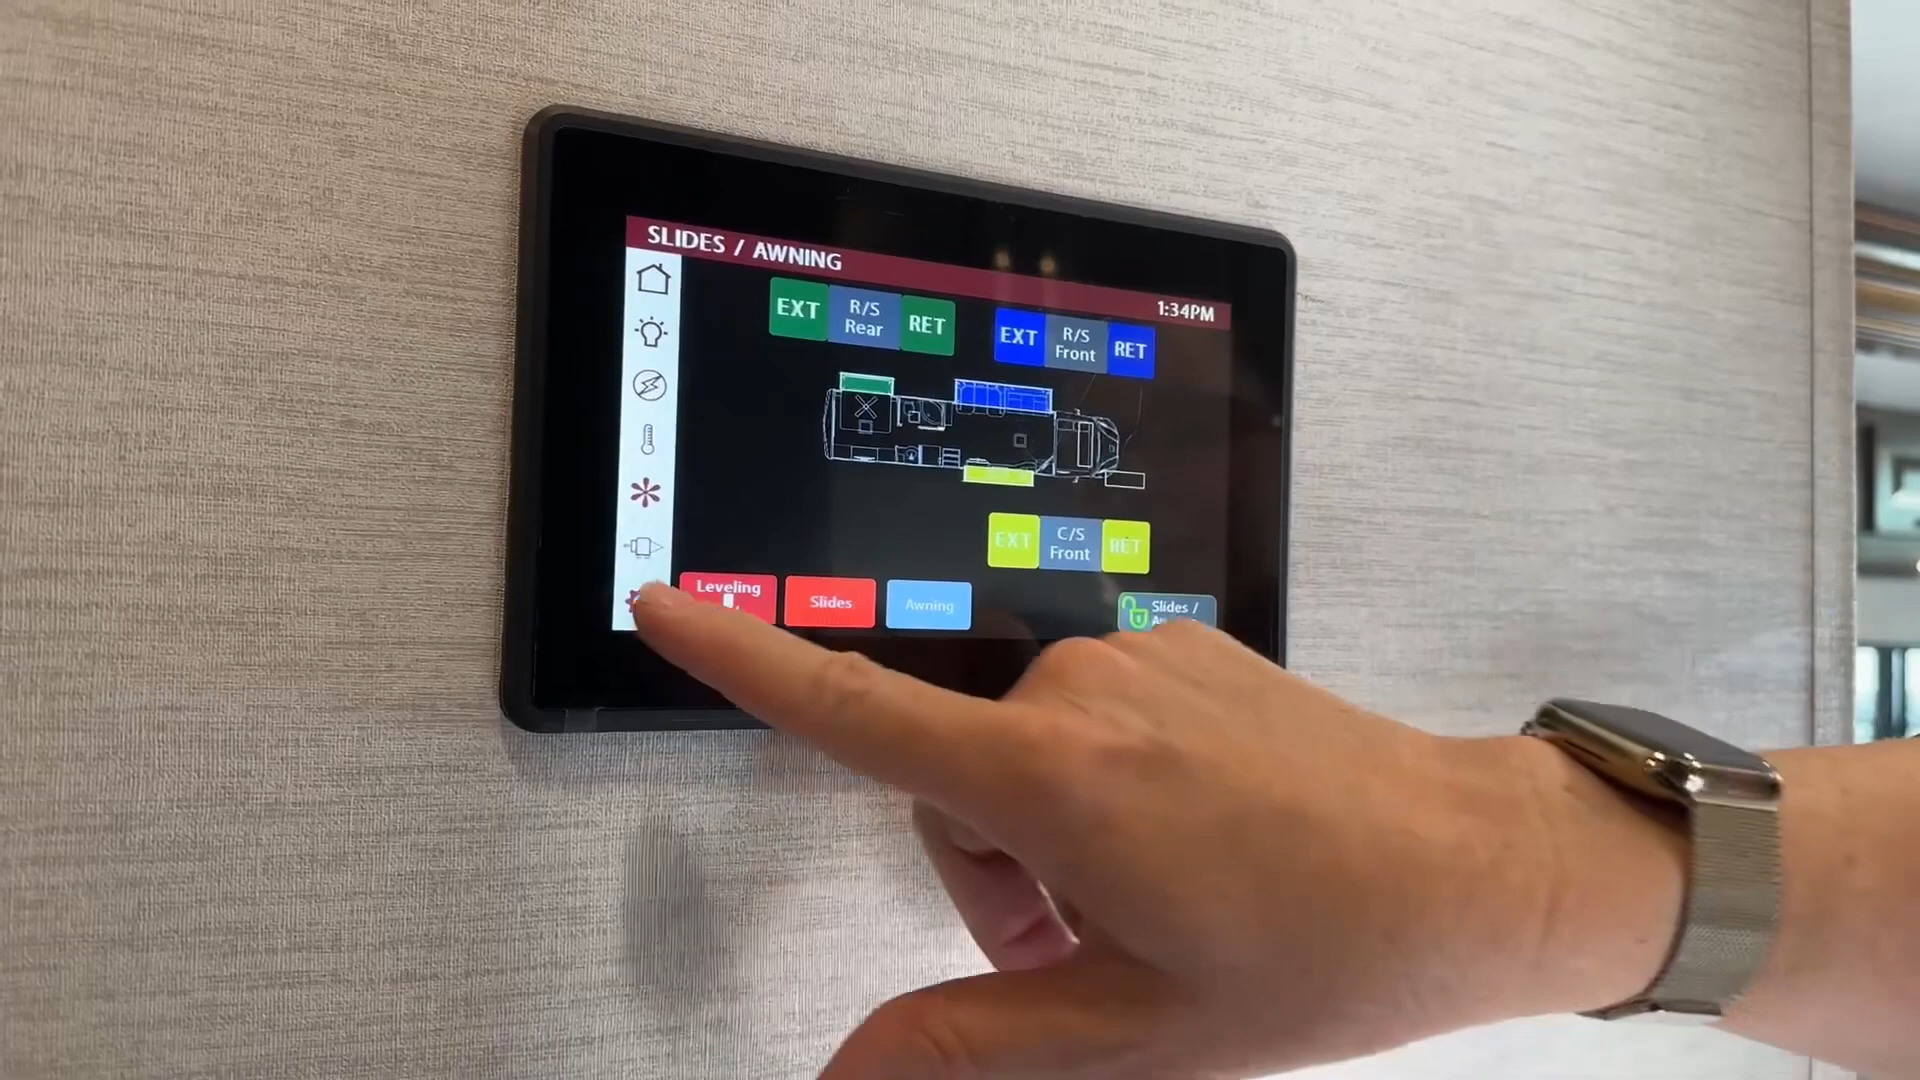 SLIDES / AWNING
1:34PM
EXT
R/S
Rear
RET
EXT
R/S
Front
RET
EXT
C/S
Front
RET
Leveling
Slides
Awning
Slides /